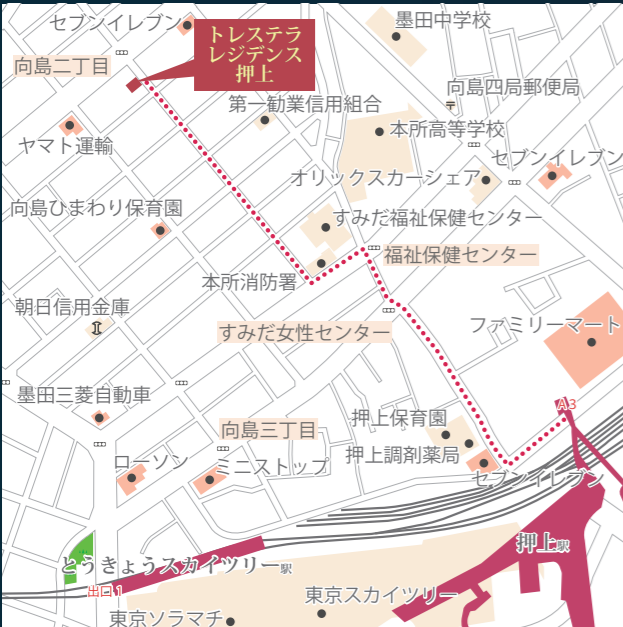 セブンイレブン
墨田中学校
トレステラ
レジデンス
押上
向島二丁目
向島四局郵便局
第一勧業信用組合
本所高等学校
ヤマト運輸
セブンイレブン
オリックスカーシェア
向島ひまわり保育園
すみだ福祉保健センター
福祉保健センター
本所消防署
朝日信用金庫
すみだ女性センター
ファミリーマート
墨田三菱自動車
A3
押上保育園
向島三丁目
押上調剤薬局
ローソン
ミニストップ
セブンイレブン
押上駅
とうきょうスカイツリー駅
出口1
東京スカイツリー
東京ソラマチ